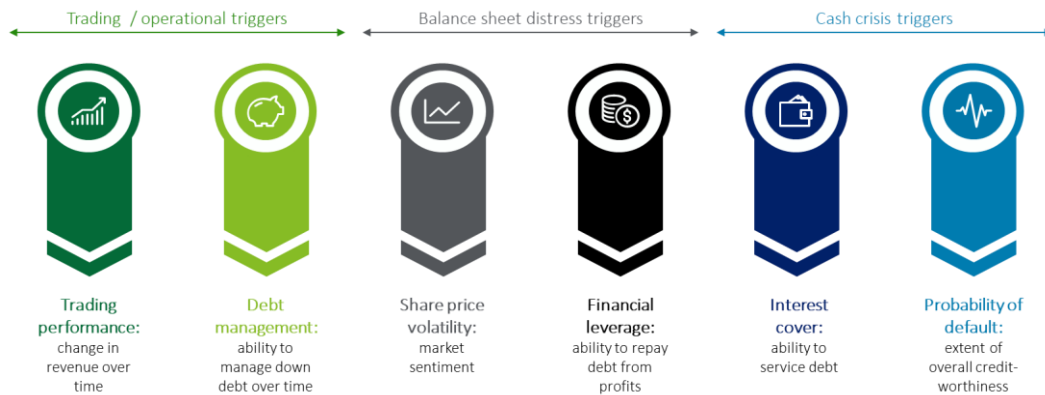 Trading / operational triggers
Balance sheet distress triggers
Cash crisis triggers
$
Trading
performance:
change in
revenue over
time
Debt
management:
ability to
manage down
debt over time
Share price
volatility:
market
sentiment
Financial
leverage:
ability to repay
debt from
profits
Interest
cover:
ability to
service debt
Probability of
default:
extent of
overall credit-
worthiness